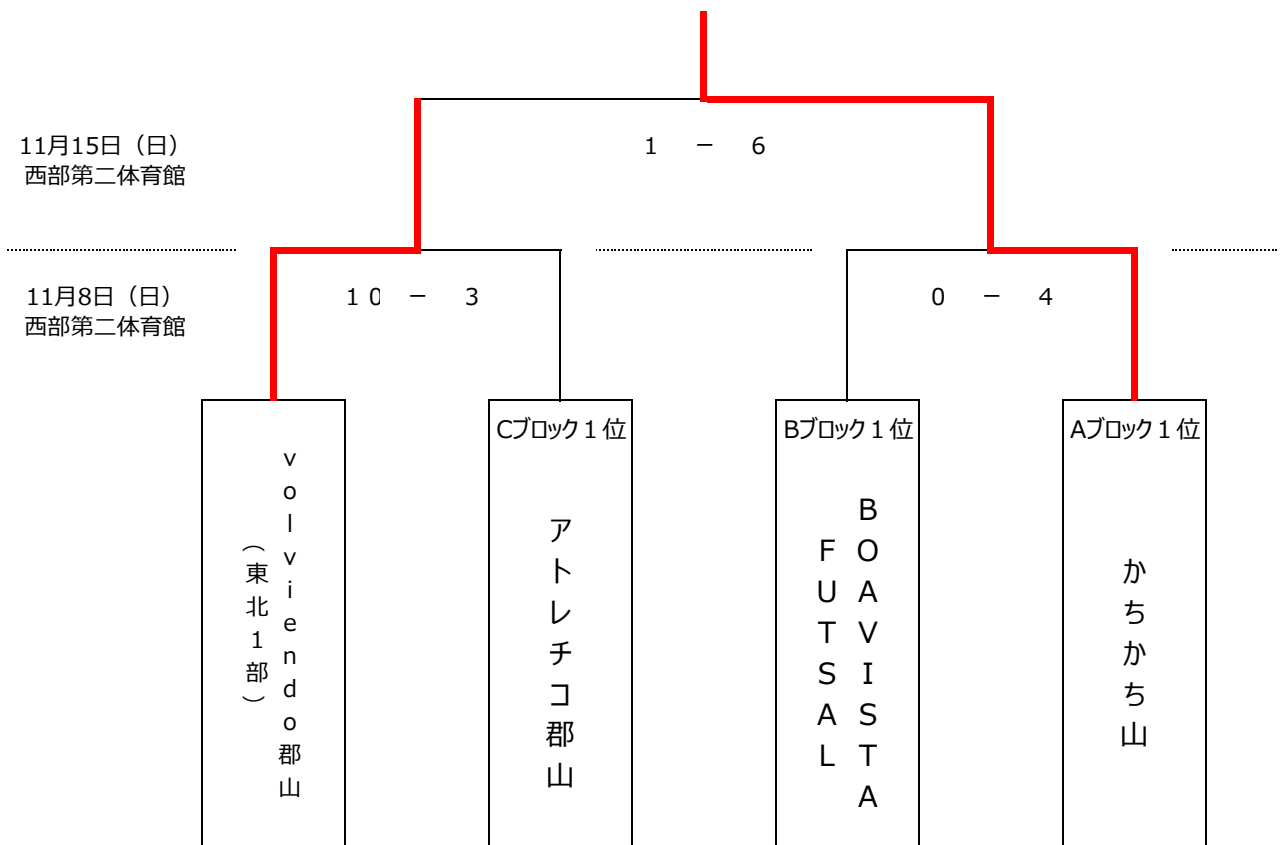 11月15日（日）
西部第二体育館
1 － 6
11月8日（日）
西部第二体育館
10 － 3
0 － 4
volviendo郡山
（東北1部）
Cブロック１位
アトレチコ郡山
Bブロック１位
BOAVISTA
FUTSAL
Aブロック１位
かちかち山